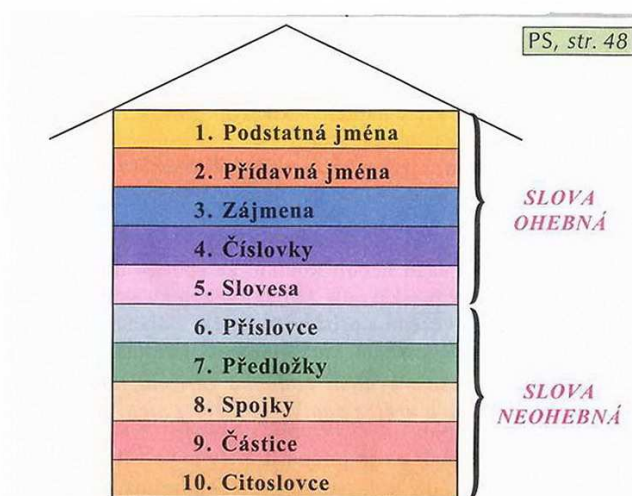 PS, str. 48
1. Podstatná jména
2. Přídavná jména
3. Zájmena
4. Číslovky
5. Slovesa
SLOVA
OHEBNÁ
6. Příslovce
7. Předložky
8. Spojky
9. Částice
10. Citoslovce
SLOVA
NEOHEBNÁ